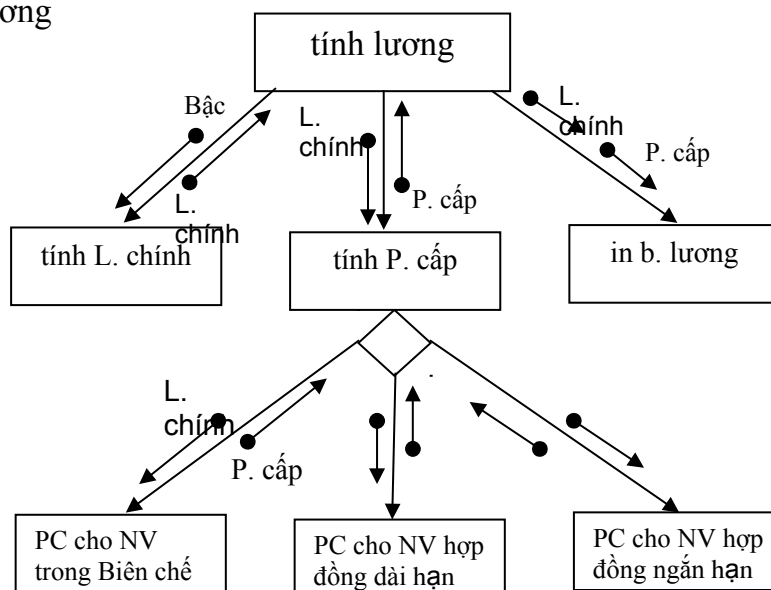 ơng
tính lương
Bậc
L.
chính
L.
chính
P. cấp
L.
chính
P. cấp
tính L. chính
tính P. cấp
in b. lương
L.
chính
P. cấp
PC cho NV
trong Biên chế
PC cho NV hợp
đồng dài hạn
PC cho NV hợp
đồng ngắn hạn